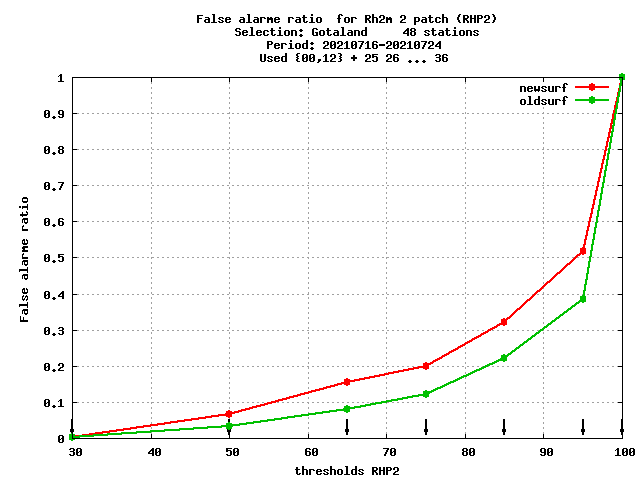 False alarme ratio  for Rh2m 2 patch (RHP2)
Selection: Gotaland     48 stations
Period: 20210716-20210724
Used {00,12} + 25 26 ... 36
newsurf
oldsurf
1
0.9
0.8
0.7
0.6
0.5
0.4
0.3
0.2
0.1
0
False alarme ratio
30 40 50 60 70 80 90 100
thresholds RHP2